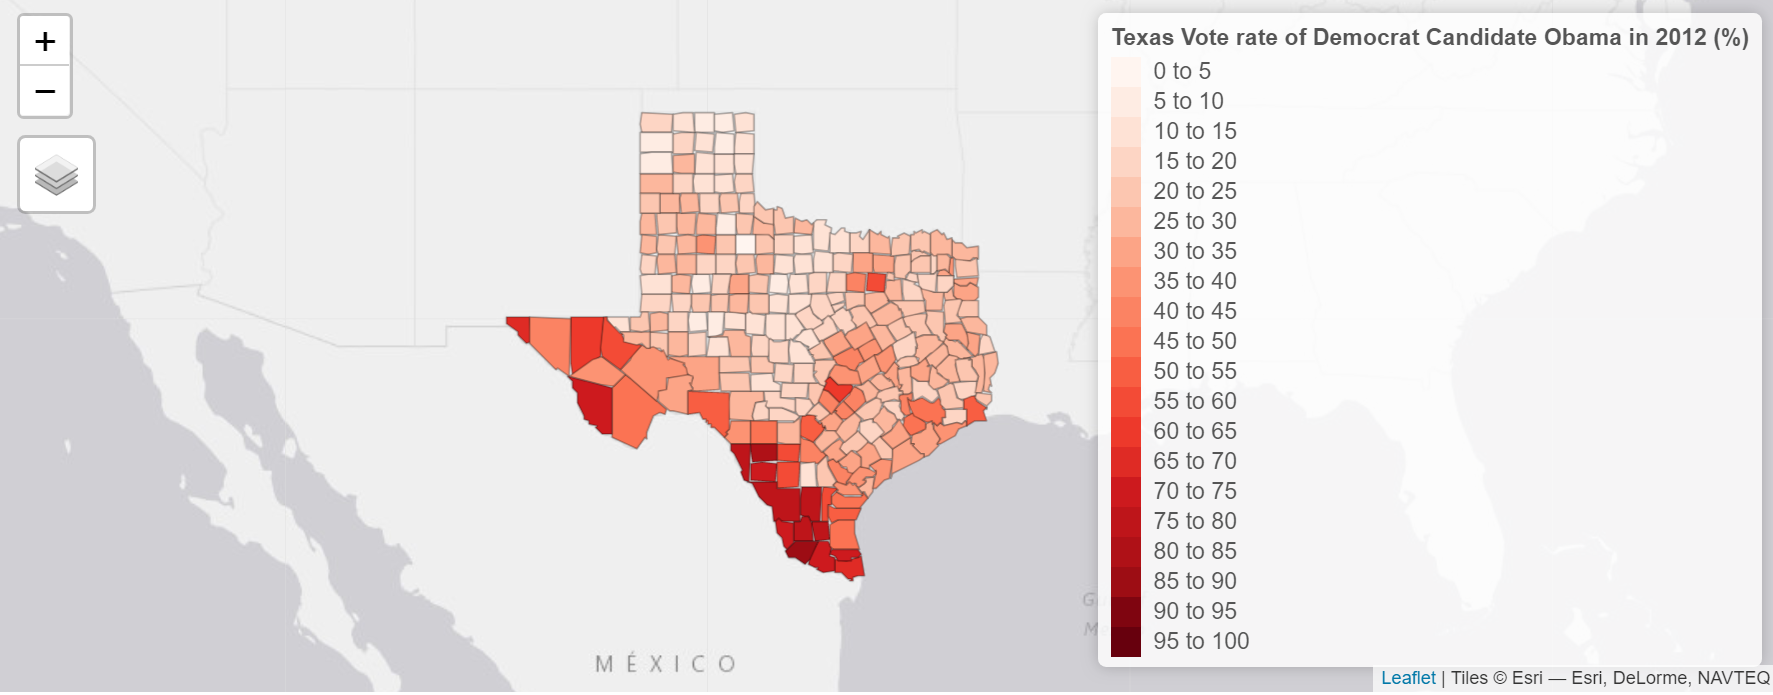 +
−
Texas Vote rate of Democrat Candidate Obama in 2012 (%)
0 to 5
5 to 10
10 to 15
15 to 20
20 to 25
25 to 30
30 to 35
35 to 40
40 to 45
45 to 50
50 to 55
55 to 60
60 to 65
65 to 70
70 to 75
75 to 80
80 to 85
85 to 90
90 to 95
95 to 100
MÉXICO
Leaflet | Tiles © Esri — Esri, DeLorme, NAVTEQ